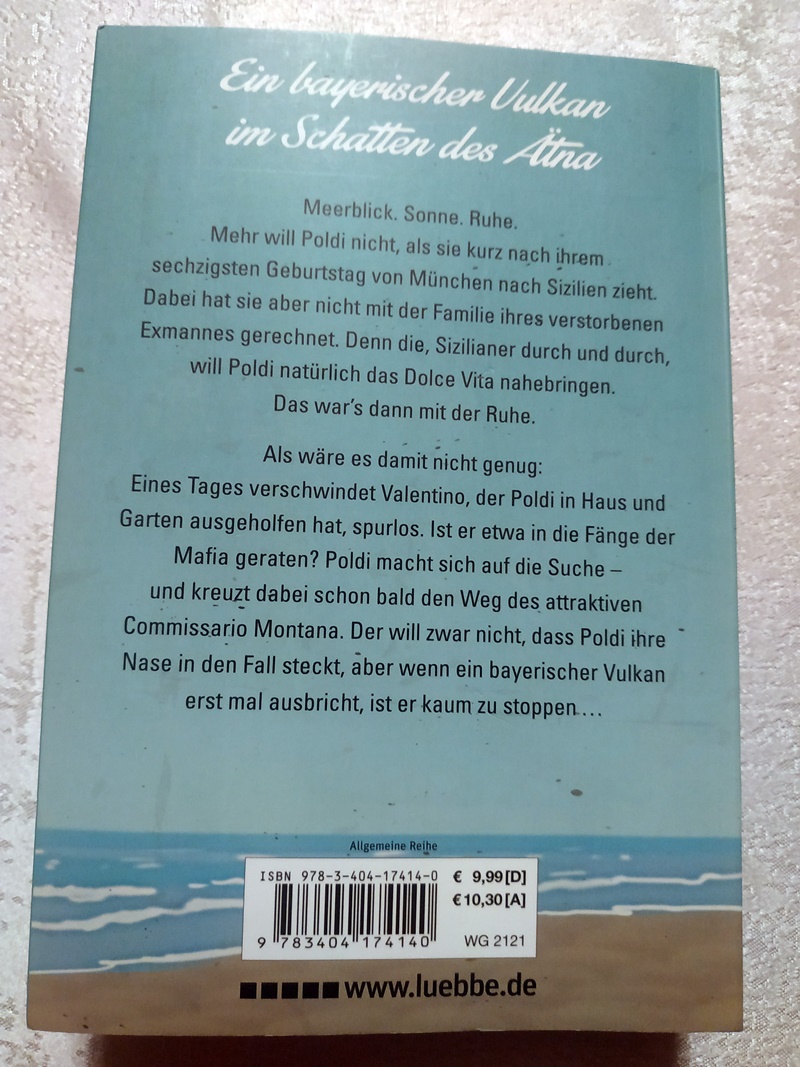 Ein bayerischer Vulkan
im Schatten des Ätna
Meerblick. Sonne. Ruhe.
Mehr will Poldi nicht, als sie kurz nach ihrem
sechzigsten Geburtstag von München nach Sizilien zieht.
Dabei hat sie aber nicht mit der Familie ihres verstorbenen
Exmannes gerechnet. Denn die, Sizilianer durch und durch,
will Poldi natürlich das Dolce Vita nahebringen.
Das war's dann mit der Ruhe.
Als wäre es damit nicht genug:
Eines Tages verschwindet Valentino, der Poldi in Haus und
Garten ausgeholfen hat, spurlos. Ist er etwa in die Fänge der
Mafia geraten? Poldi macht sich auf die Suche –
und kreuzt dabei schon bald den Weg des attraktiven
Commissario Montana. Der will zwar nicht, dass Poldi ihre
Nase in den Fall steckt, aber wenn ein bayerischer Vulkan
erst mal ausbricht, ist er kaum zu stoppen ...
Allgemeine Reihe
ISBN 978-3-404-17414-0
€ 9,99 [D]
€ 10,30 [A]
9 783404 174140
WG 2121
www.luebbe.de